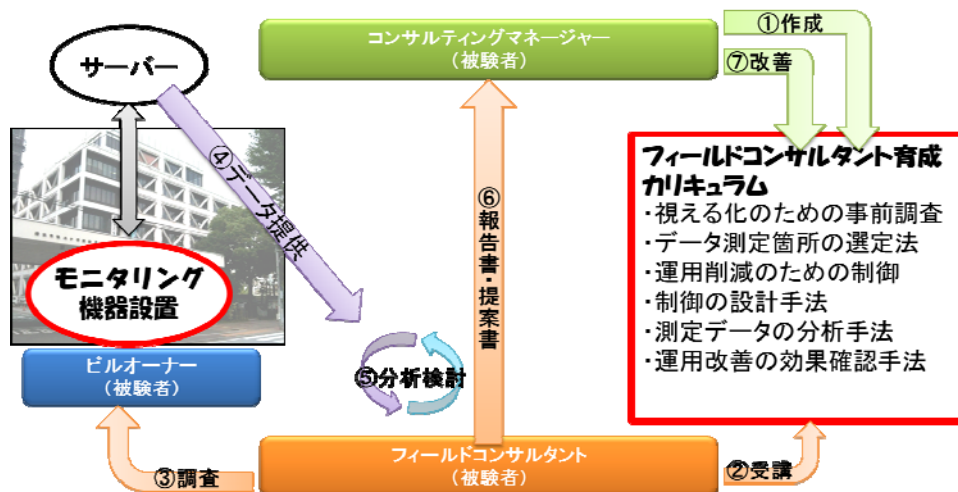 サーバー
コンサルティングマネージャー
（被験者）
①作成
⑦改善
④データ提供
⑥報告書・提案書
フィールドコンサルタント育成
カリキュラム
・視える化のための事前調査
・データ測定箇所の選定法
・運用削減のための制御
・制御の設計手法
・測定データの分析手法
・運用改善の効果確認手法
モニタリング
機器設置
ビルオーナー
（被験者）
⑤分析検討
フィールドコンサルタント
（被験者）
③調査
②受講